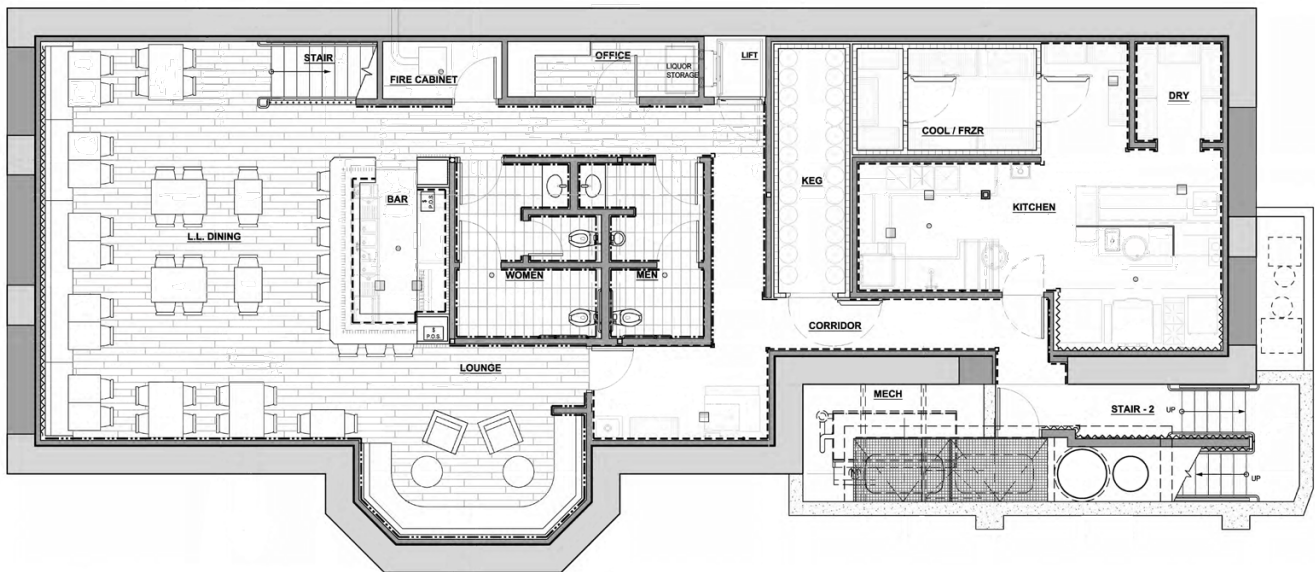 STAIR
FIRE CABINET
OFFICE
LIQUOR
STORAGE
LIFT
DRY
COOL / FRZR
KEG
BAR
$
P.O.S
KITCHEN
L.L. DINING
WOMEN
MEN
$
P.O.S
CORRIDOR
LOUNGE
MECH
STAIR - 2
UP
M
UP